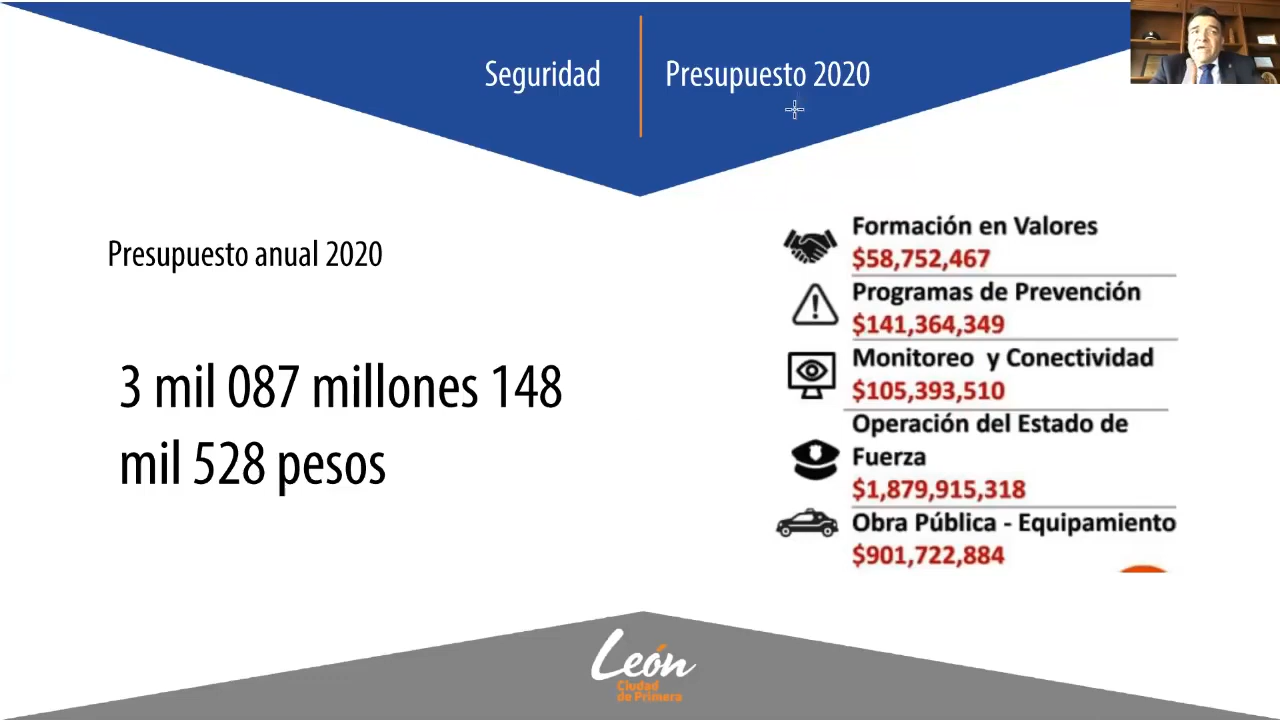 Seguridad
Presupuesto 2020
Presupuesto anual 2020
3 mil 087 millones 148
mil 528 pesos
Formación en Valores
$58,752,467
Programas de Prevención
$141,364,349
Monitoreo y Conectividad
$105,393,510
Operación del Estado de
Fuerza
$1,879,915,318
Obra Pública - Equipamiento
$901,722,884
León
Ciudad
de Primera